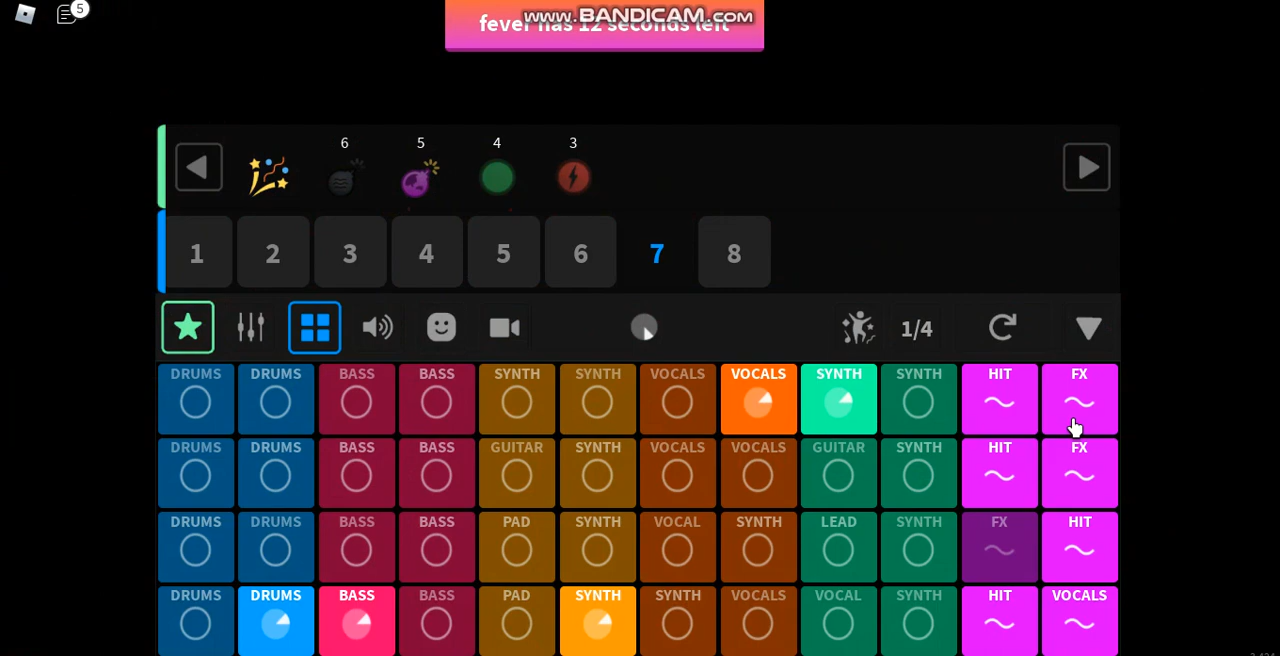 5
www.BANDICAM.com
fever has 12 seconds left
6 5 4 3
1 2 3 4 5 6 7 8
1/4
DRUMS DRUMS BASS BASS SYNTH SYNTH VOCALS VOCALS SYNTH SYNTH HIT FX
DRUMS DRUMS BASS BASS GUITAR SYNTH VOCALS VOCALS GUITAR SYNTH HIT FX
DRUMS DRUMS BASS BASS PAD SYNTH VOCAL SYNTH LEAD SYNTH FX HIT
DRUMS DRUMS BASS BASS PAD SYNTH SYNTH VOCALS VOCAL SYNTH HIT VOCALS